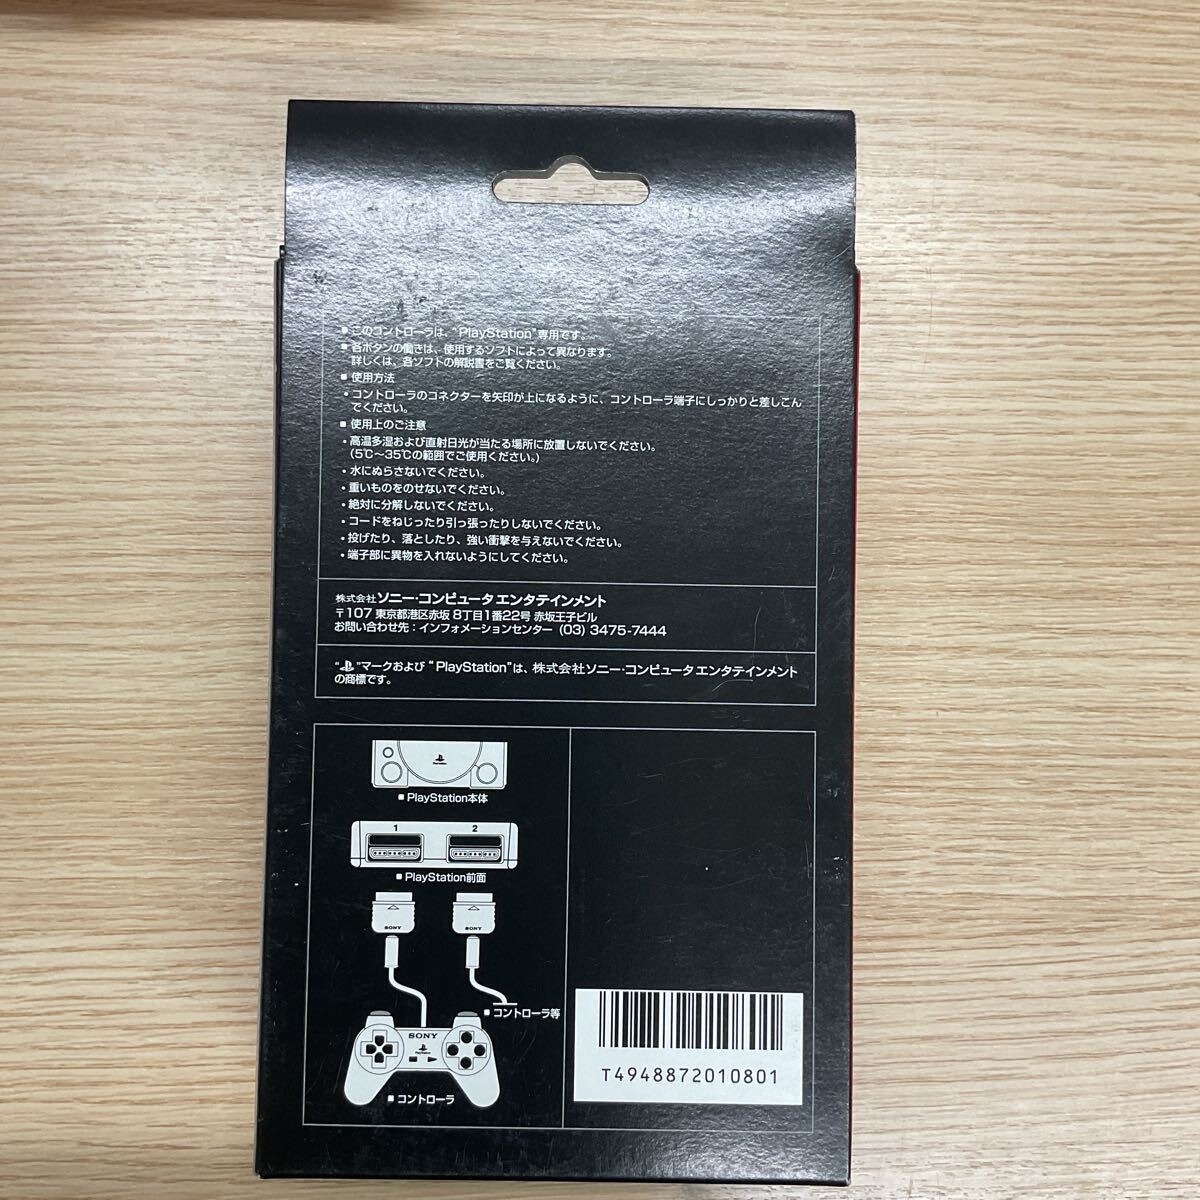 ■このコントローラは、“PlayStation”専用です。
■各ボタンの働きは、使用するソフトによって異なります。
詳しくは、各ソフトの解説書をご覧ください。
■使用方法
・コントローラのコネクターを矢印が上になるように、コントローラ端子にしっかりと差しこん
でください。
■使用上のご注意
・高温多湿および直射日光が当たる場所に放置しないでください。
(5℃〜35℃の範囲でご使用ください。)
・水にぬらさないでください。
・重いものをのせないでください。
・絶対に分解しないでください。
・コードをねじったり引っ張ったりしないでください。
・投げたり、落としたり、強い衝撃を与えないでください。
・端子部に異物を入れないようにしてください。
株式会社ソニー・コンピュータ エンタテインメント
〒107 東京都港区赤坂 8丁目1番22号 赤坂王子ビル
お問い合わせ先：インフォメーションセンター (03) 3475-7444
“ ”マークおよび“PlayStation”は、株式会社ソニー・コンピュータ エンタテインメント
の商標です。
PlayStation
■PlayStation本体
1 2
■PlayStation前面
SONY SONY
■コントローラ等
SONY
PlayStation
■コントローラ
T4948872010801